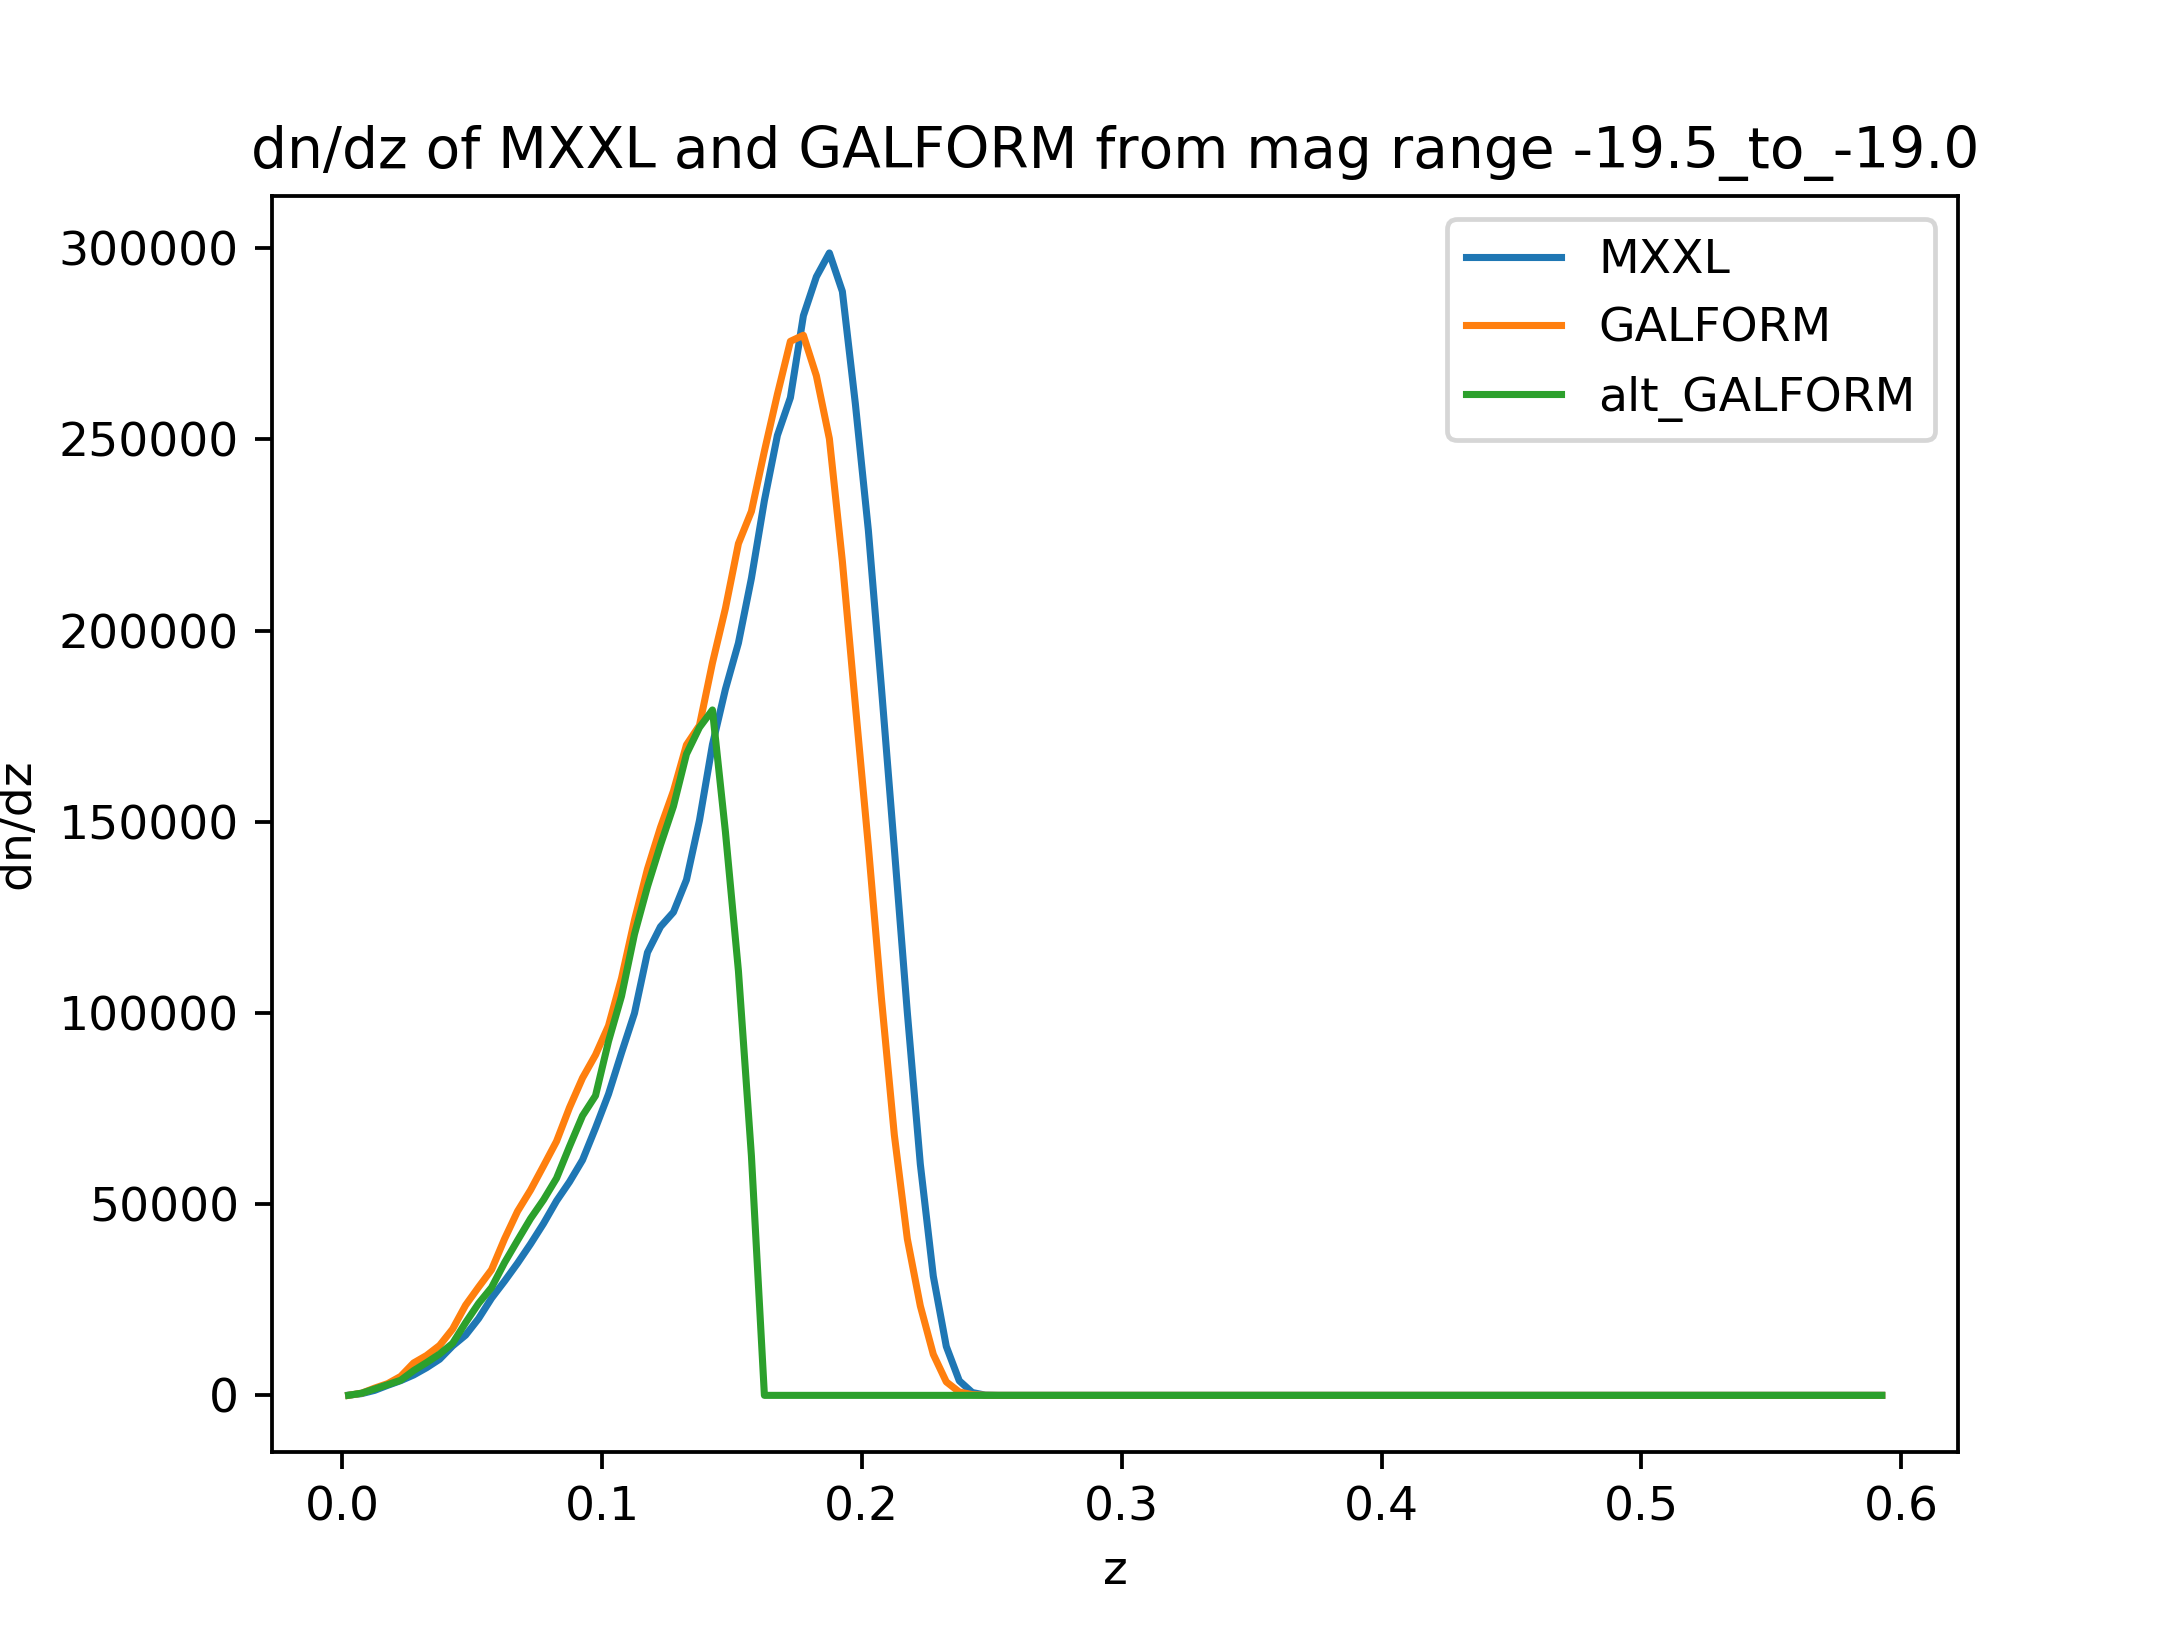 dn/dz of MXXL and GALFORM from mag range -19.5_to_-19.0
MXXL
GALFORM
alt_GALFORM
300000
250000
200000
150000
100000
50000
0
dn/dz
0.0 0.1 0.2 0.3 0.4 0.5 0.6
z